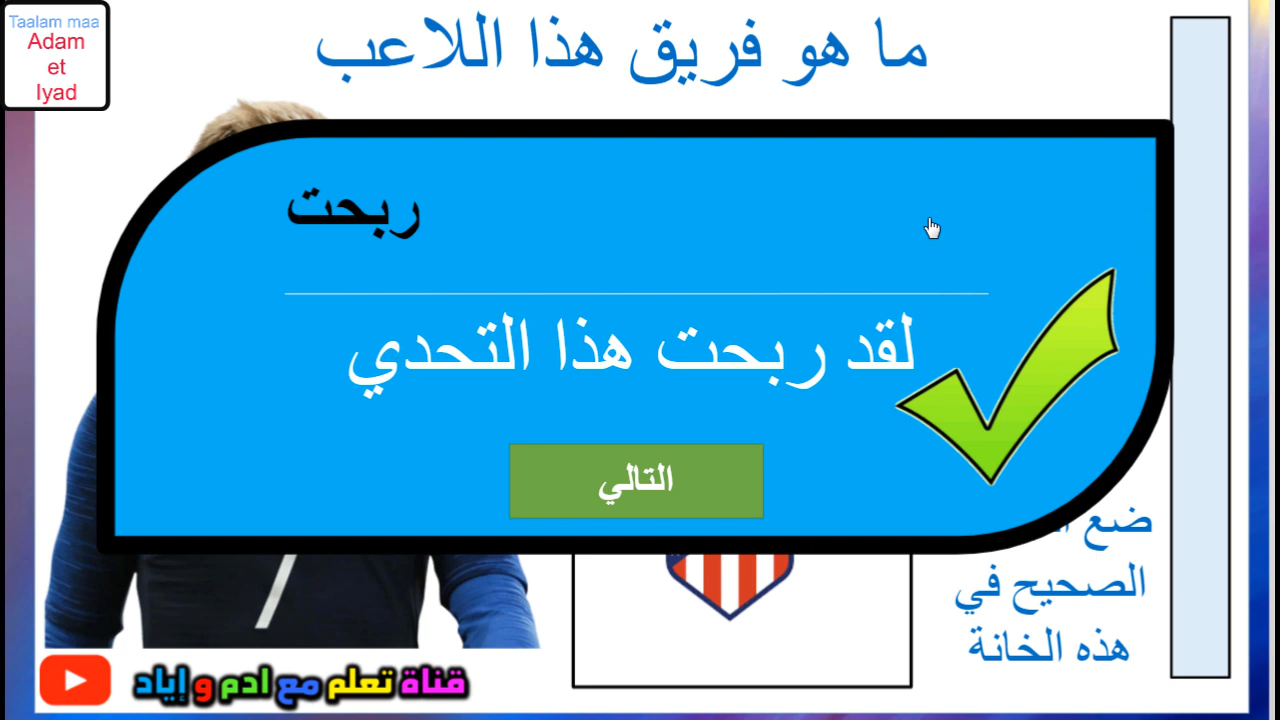 Taalam maa
Adam
et
Iyad
ما هو فريق هذا اللاعب
ربحت
لقد ربحت هذا التحدي
التالي
ضع
الصحيح في
هذه الخانة
قناة تعلم مع ادم و إياد